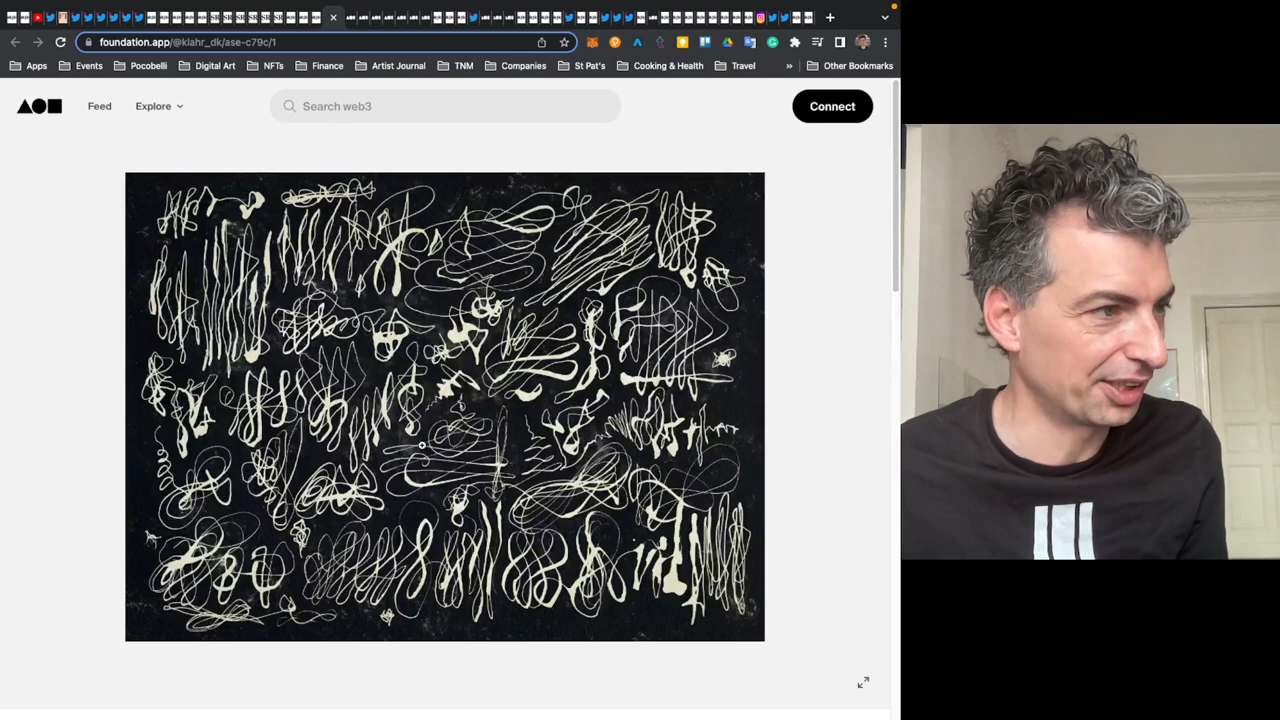 foundation.app/@klahr_dk/ase-c79c/1
Apps Events Pocobelli Digital Art NFTs Finance Artist Journal TNM Companies St Pat's Cooking & Health Travel » Other Bookmarks
Feed Explore Search web3 Connect